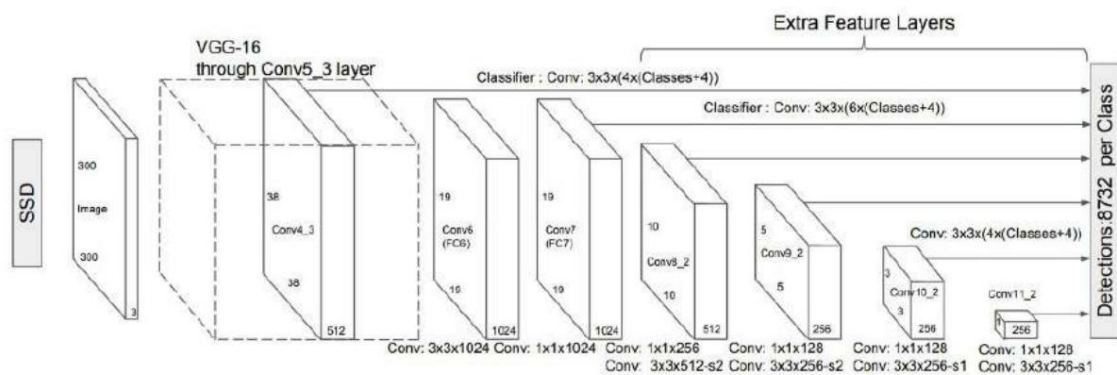 Extra Feature Layers
VGG-16
through Conv5_3 layer
Classifier : Conv: 3x3x(4x(Classes+4))
Classifier : Conv: 3x3x(6x(Classes+4))
SSD
300
Image
300
3
38
Conv4_3
38
512
19
Conv6
(FC6)
19
1024
19
Conv7
(FC7)
19
1024
10
Conv8_2
10
512
5
Conv9_2
5
256
Conv: 3x3x(4x(Classes+4))
3
Conv10_2
3
256
Conv11_2
1
256
Detections:8732 per Class
Conv: 3x3x1024
Conv: 1x1x1024
Conv: 1x1x256
Conv: 3x3x512-s2
Conv: 1x1x128
Conv: 3x3x256-s2
Conv: 1x1x128
Conv: 3x3x256-s1
Conv: 1x1x128
Conv: 3x3x256-s1